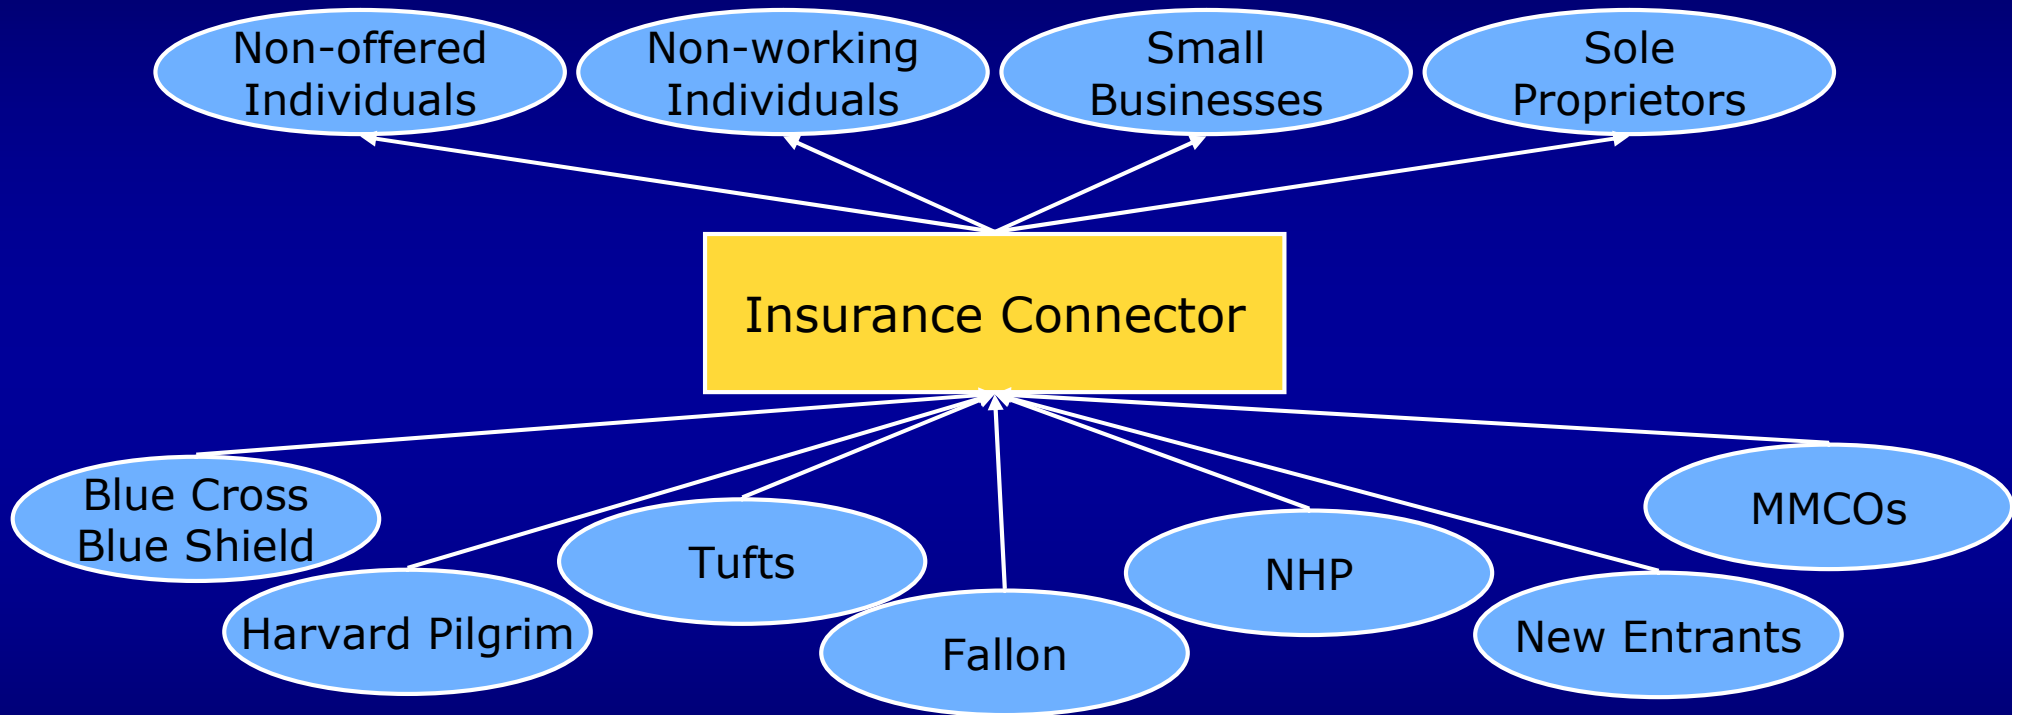 Non-offered
Individuals
Non-working
Individuals
Small
Businesses
Sole
Proprietors
Insurance Connector
Blue Cross
Blue Shield
Harvard Pilgrim
Tufts
Fallon
NHP
New Entrants
MMCOs